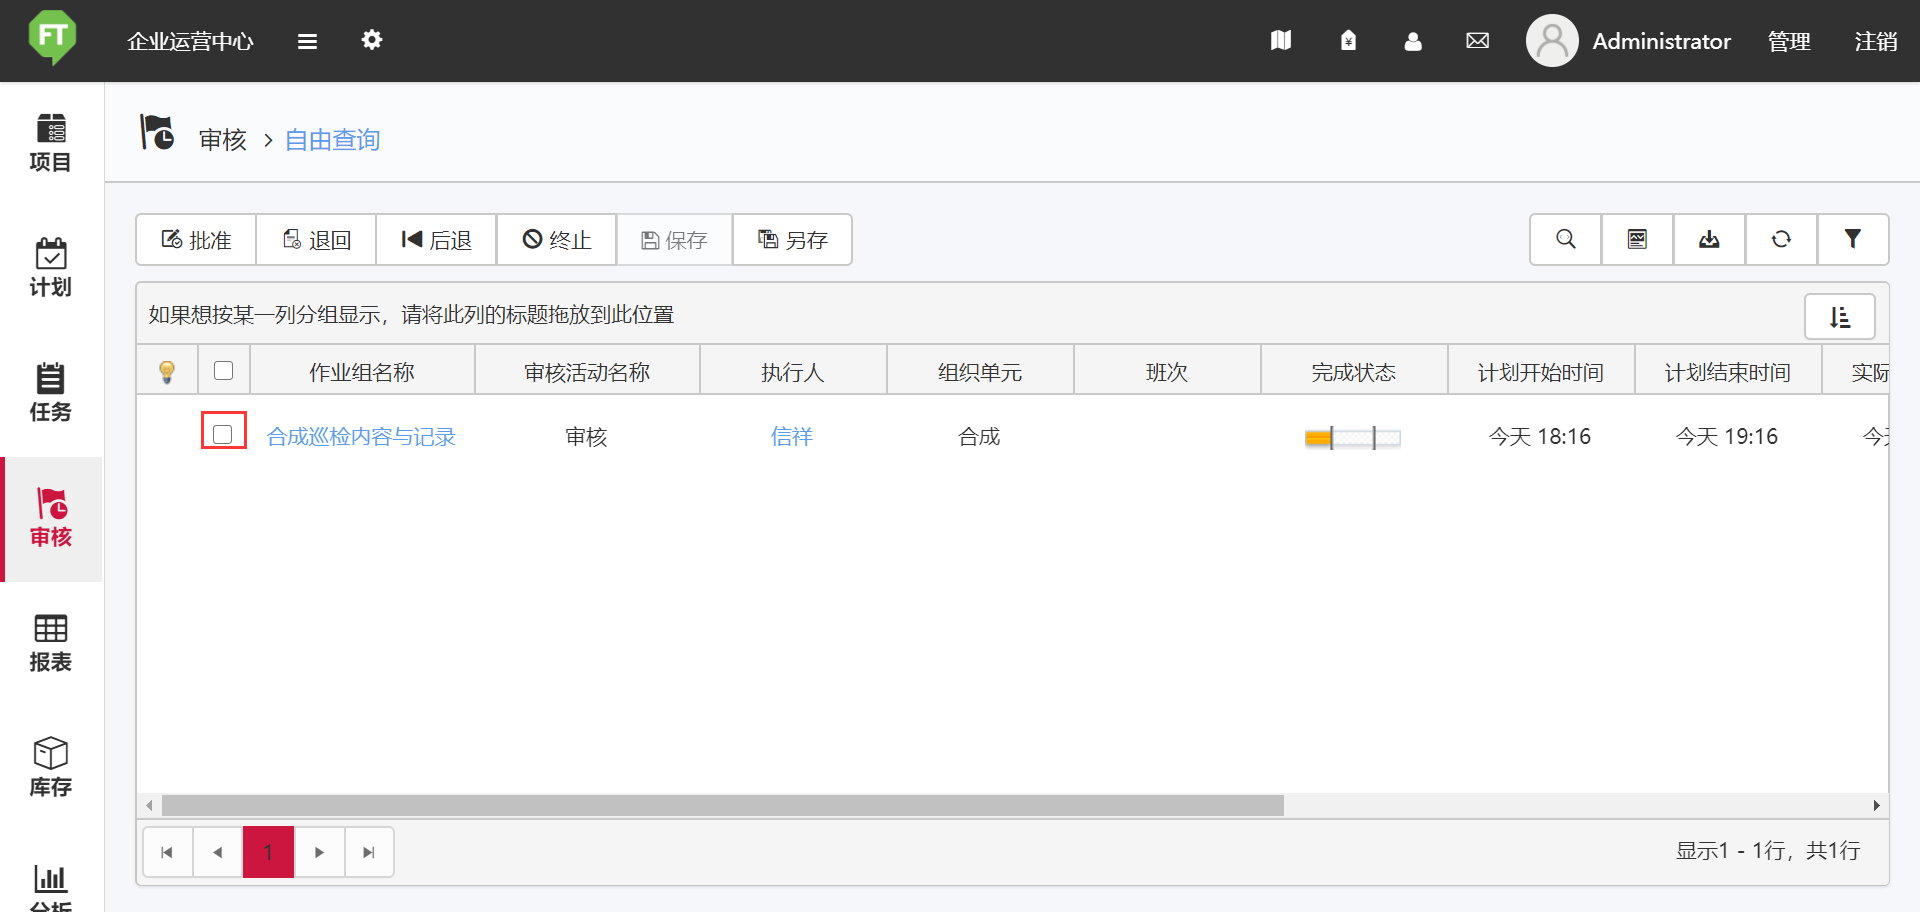 FT 企业运营中心 Administrator 管理 注销
项目
计划
任务
审核
报表
库存
分析
审核 > 自由查询
批准 退回 后退 终止 保存 另存
如果想按某一列分组显示，请将此列的标题拖放到此位置
作业组名称 审核活动名称 执行人 组织单元 班次 完成状态 计划开始时间 计划结束时间 实际
合成巡检内容与记录 审核 信祥 合成 今天 18:16 今天 19:16 今天
1 显示1 - 1行，共1行